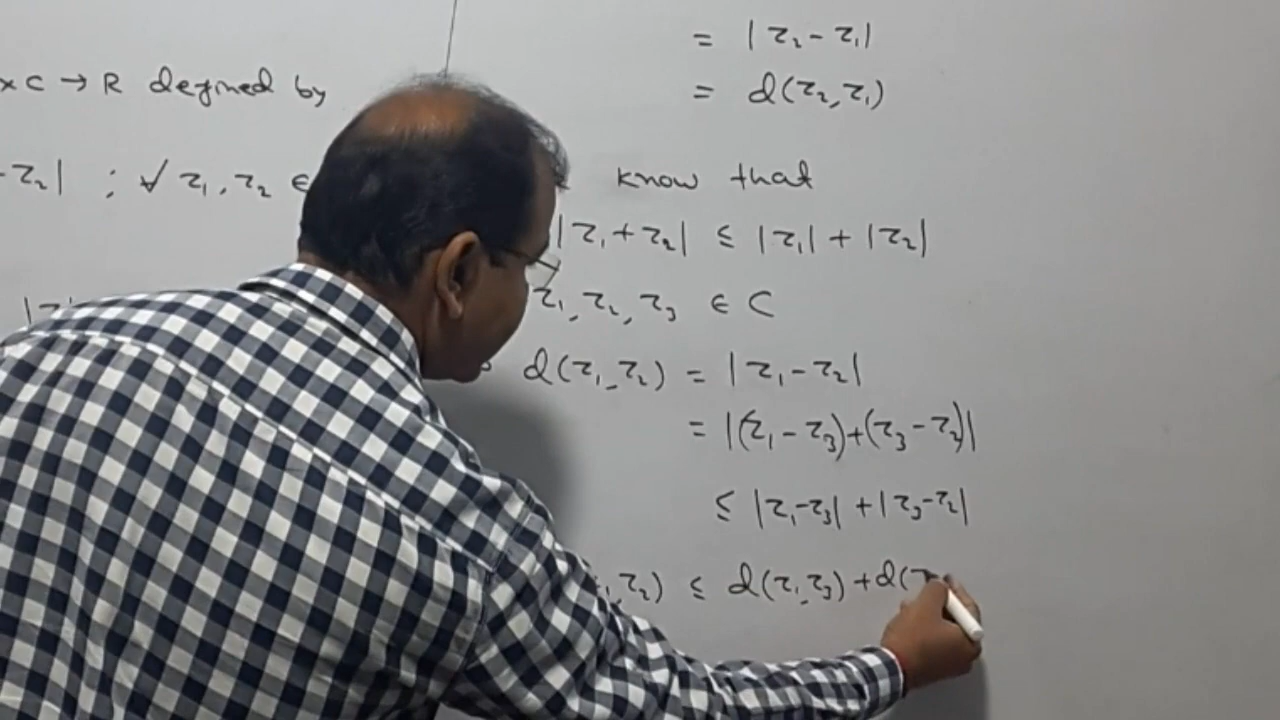 × C → R defined by
- z₂| ; ∀ z₁, z₂ ∈
|z|
= |z₂ - z₁|
= d(z₂, z₁)
know that
|z₁ + z₂| ≤ |z₁| + |z₂|
z₁, z₂, z₃ ∈ C
d(z₁, z₂) = |z₁ - z₂|
= |(z₁ - z₃) + (z₃ - z₂)|
≤ |z₁ - z₃| + |z₃ - z₂|
, z₂) ≤ d(z₁, z₃) + d(z